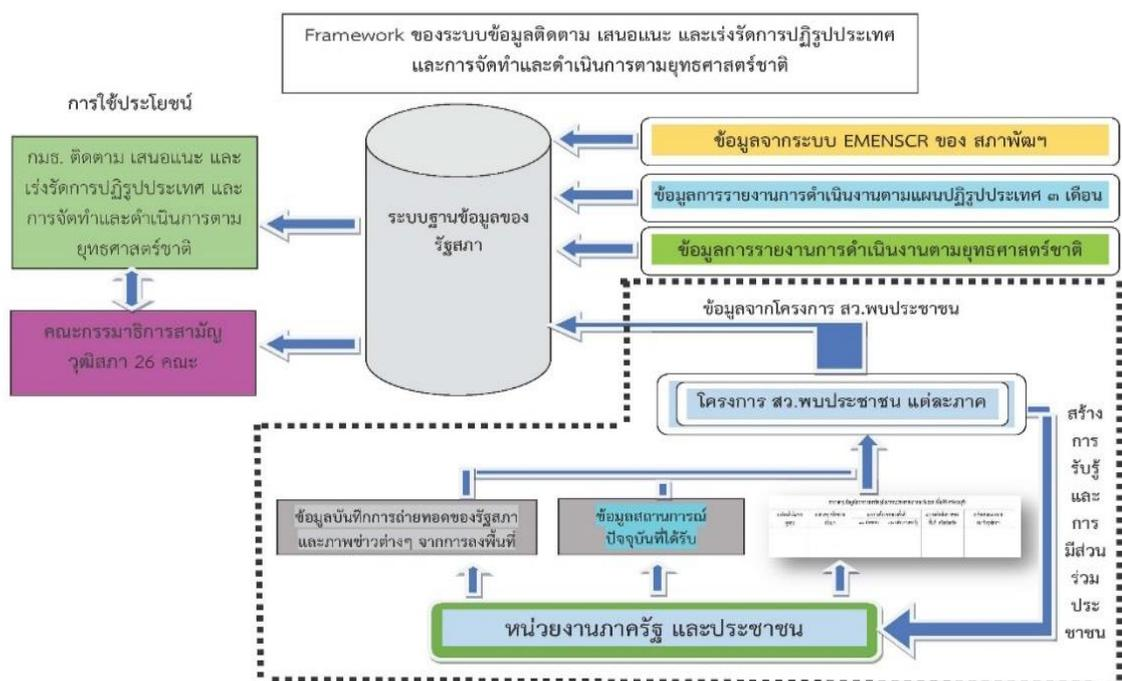 Framework ของระบบข้อมูลติดตาม เสนอแนะ และเร่งรัดการปฏิรูปประเทศ
และการจัดทำและดำเนินการตามยุทธศาสตร์ชาติ
การใช้ประโยชน์
กมธ. ติดตาม เสนอแนะ และ
เร่งรัดการปฏิรูปประเทศ และ
การจัดทำและดำเนินการตาม
ยุทธศาสตร์ชาติ
คณะกรรมาธิการสามัญ
วุฒิสภา 26 คณะ
ระบบฐานข้อมูลของ
รัฐสภา
ข้อมูลจากระบบ EMENSCR ของ สภาพัฒฯ
ข้อมูลการรายงานการดำเนินงานตามแผนปฏิรูปประเทศ ๓ เดือน
ข้อมูลการรายงานการดำเนินงานตามยุทธศาสตร์ชาติ
ข้อมูลจากโครงการ สว.พบประชาชน
โครงการ สว.พบประชาชน แต่ละภาค
สร้าง
การ
รับรู้
และ
การ
มีส่วน
ร่วม
ประ
ชาชน
ข้อมูลบันทึกการถ่ายทอดของรัฐสภา
และภาพข่าวต่างๆ จากการลงพื้นที่
ข้อมูลสถานการณ์
ปัจจุบันที่ได้รับ
หน่วยงานภาครัฐ และประชาชน